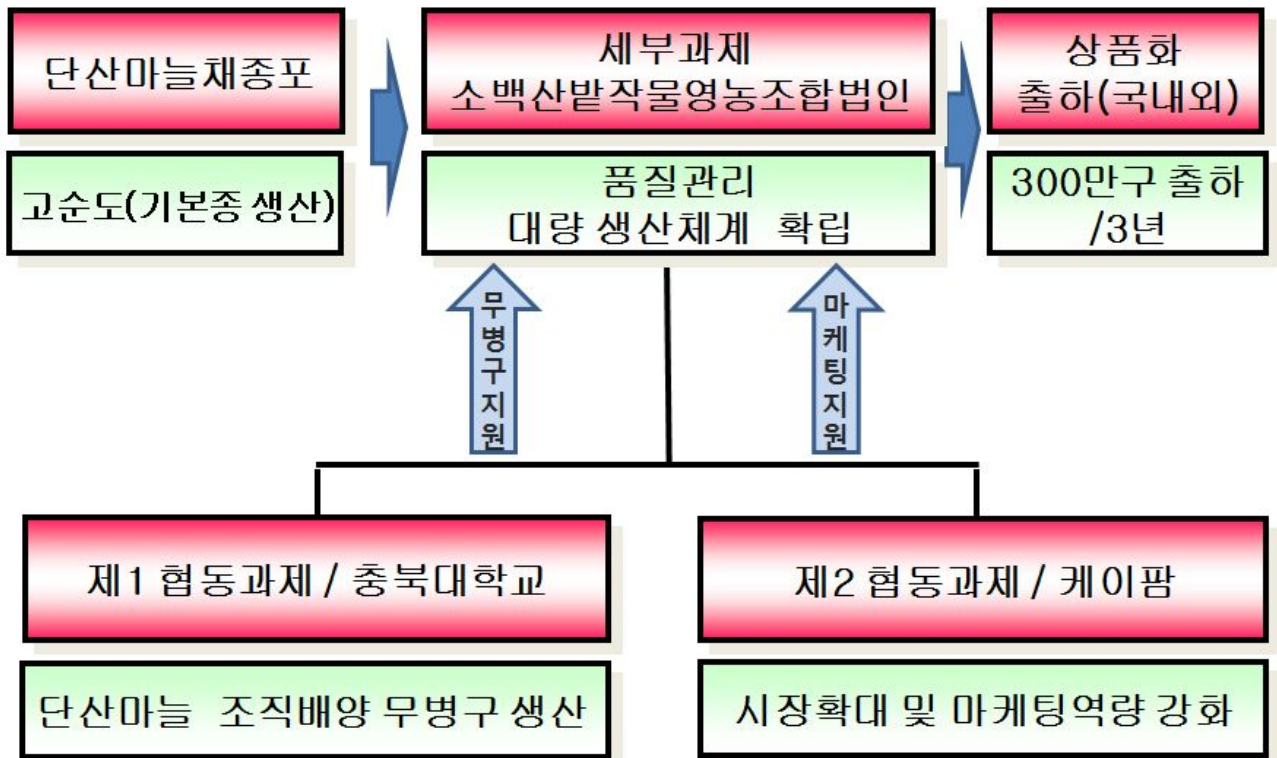 단산마늘채종포
고순도(기본종 생산)
세부과제
소백산밭작물영농조합법인
품질관리
대량 생산체계 확립
상품화
출하(국내외)
300만구 출하
/3년
무병구지원
마케팅지원
제1 협동과제 / 충북대학교
단산마늘 조직배양 무병구 생산
제2 협동과제 / 케이팜
시장확대 및 마케팅역량 강화